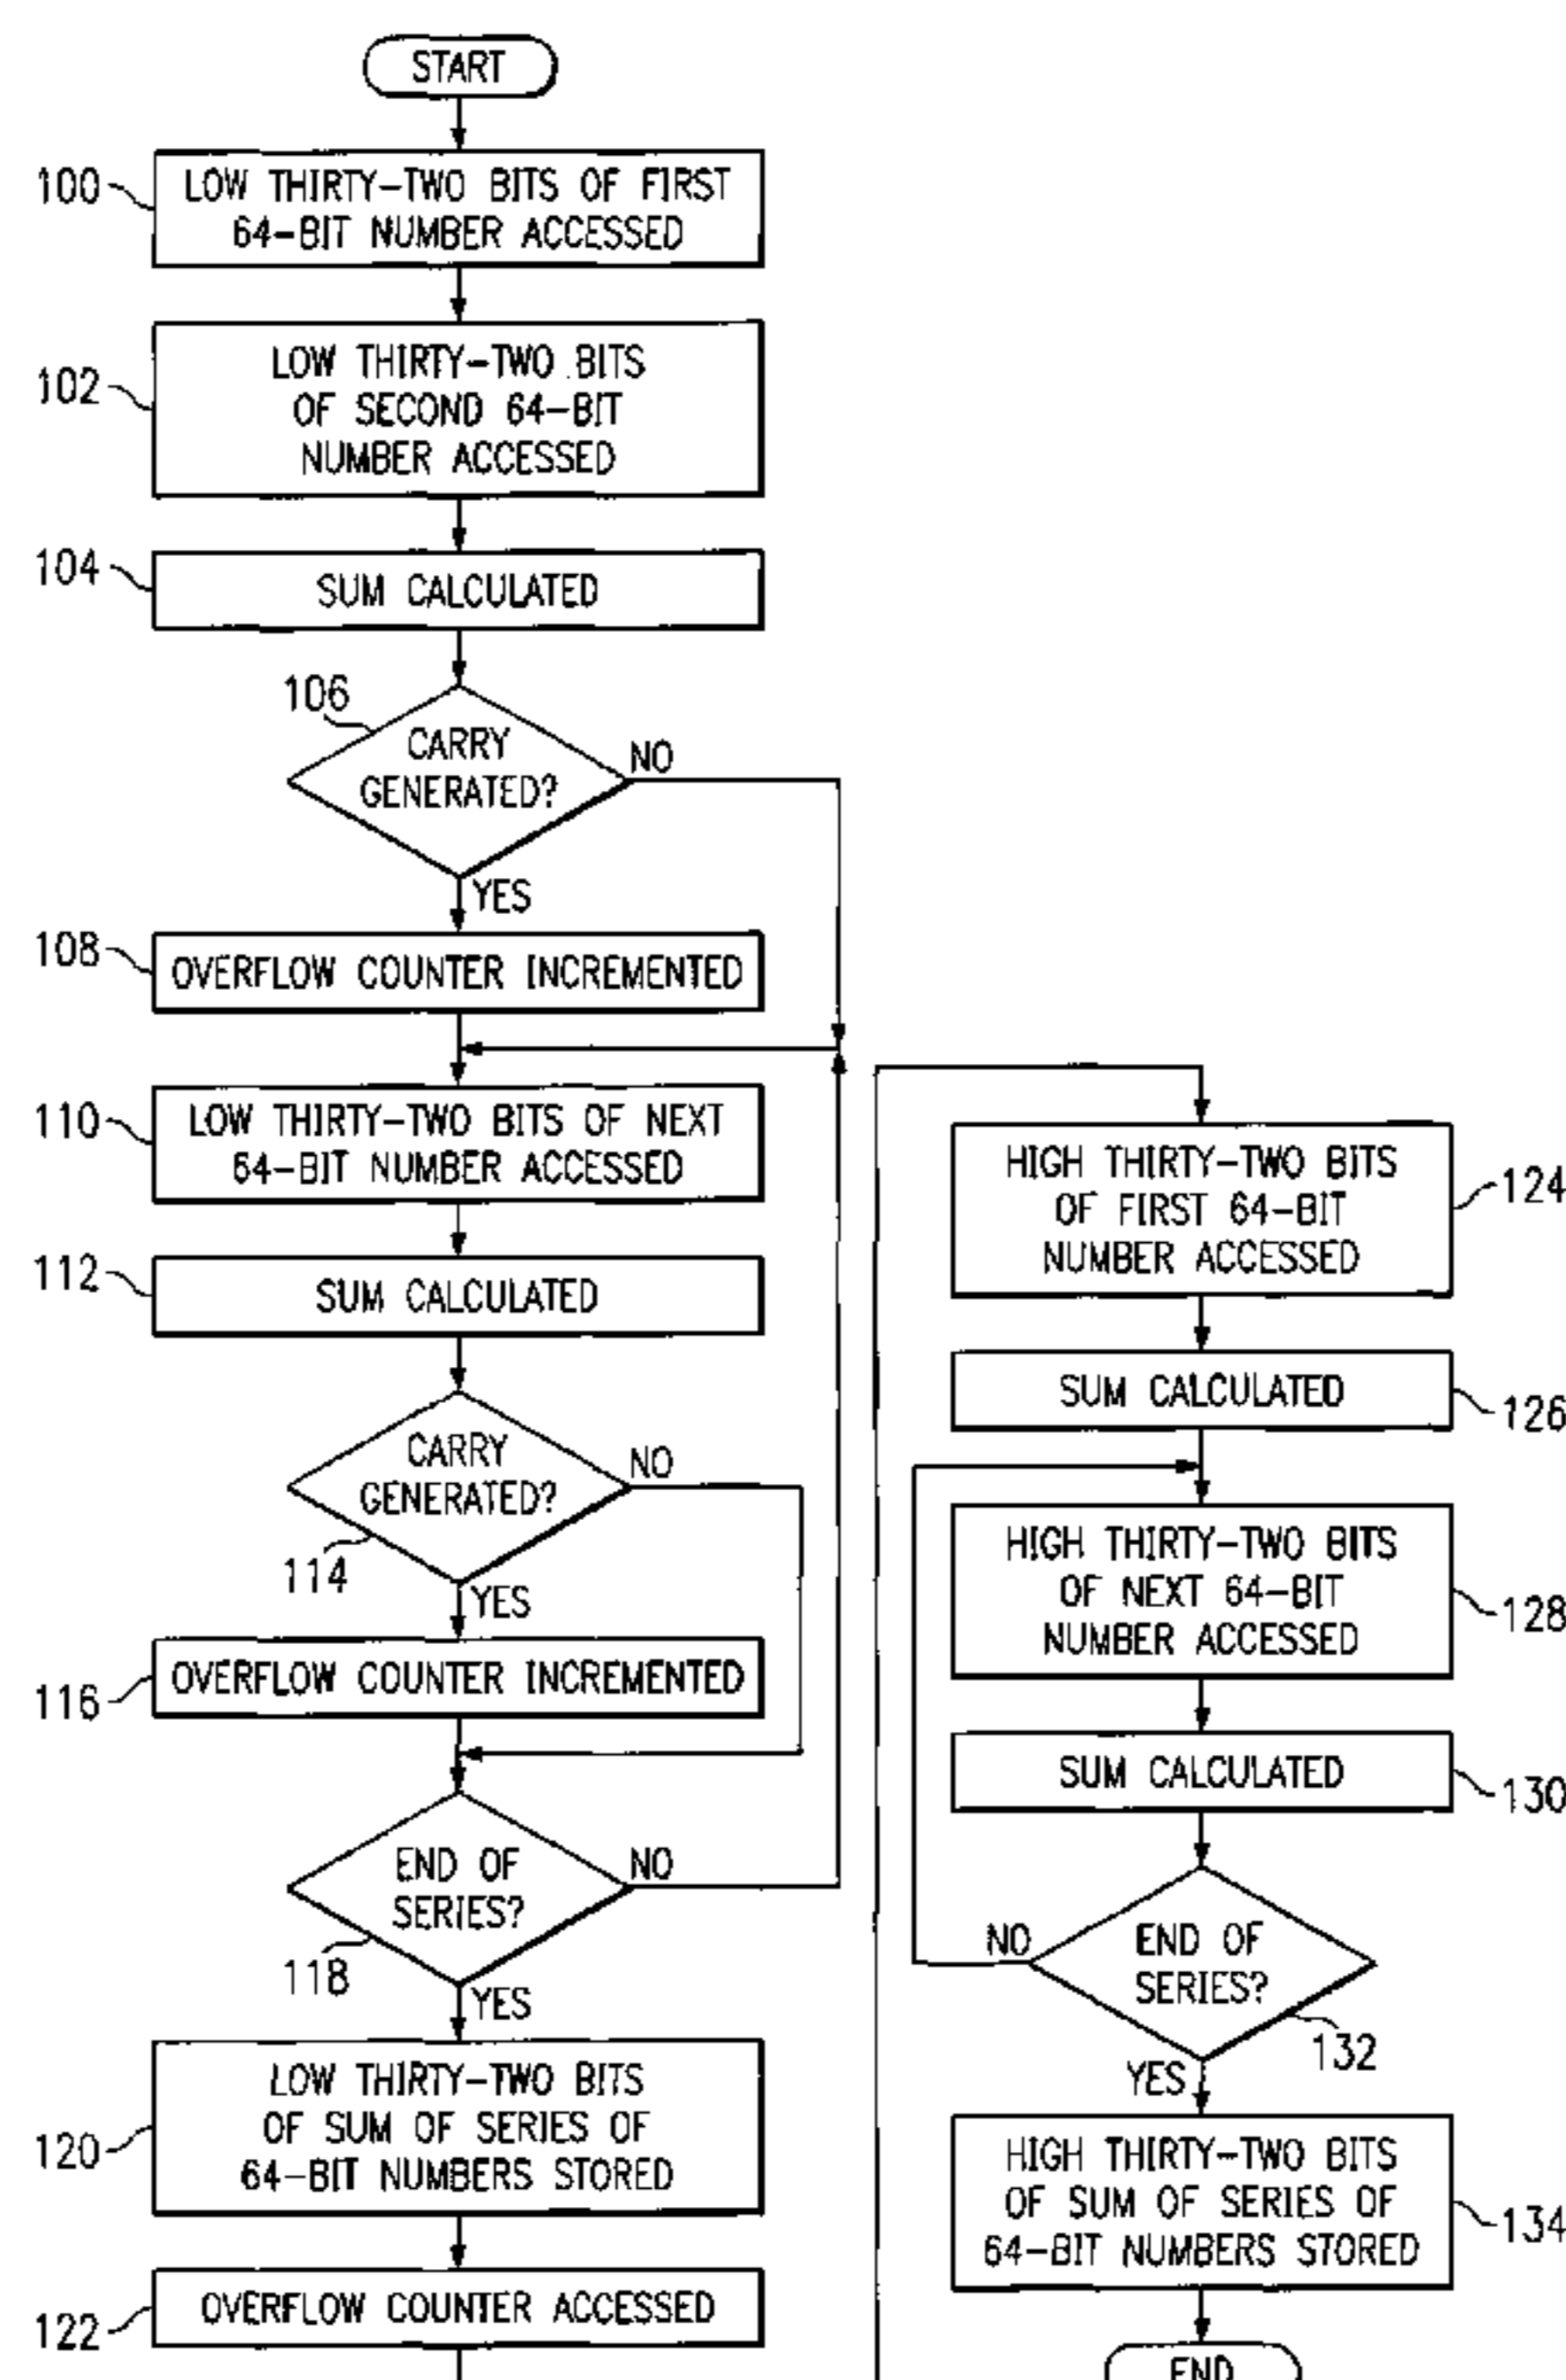 START
100
LOW THIRTY-TWO BITS OF FIRST
64-BIT NUMBER ACCESSED
102
LOW THIRTY-TWO BITS
OF SECOND 64-BIT
NUMBER ACCESSED
104
SUM CALCULATED
106
CARRY
GENERATED?
NO
YES
108
OVERFLOW COUNTER INCREMENTED
110
LOW THIRTY-TWO BITS OF NEXT
64-BIT NUMBER ACCESSED
112
SUM CALCULATED
CARRY
GENERATED?
NO
114
YES
116
OVERFLOW COUNTER INCREMENTED
END OF
SERIES?
NO
118
YES
120
LOW THIRTY-TWO BITS
OF SUM OF SERIES OF
64-BIT NUMBERS STORED
122
OVERFLOW COUNTER ACCESSED
HIGH THIRTY-TWO BITS
OF FIRST 64-BIT
NUMBER ACCESSED
124
SUM CALCULATED
126
HIGH THIRTY-TWO BITS
OF NEXT 64-BIT
NUMBER ACCESSED
128
SUM CALCULATED
130
NO
END OF
SERIES?
132
YES
HIGH THIRTY-TWO BITS
OF SUM OF SERIES OF
64-BIT NUMBERS STORED
134
END